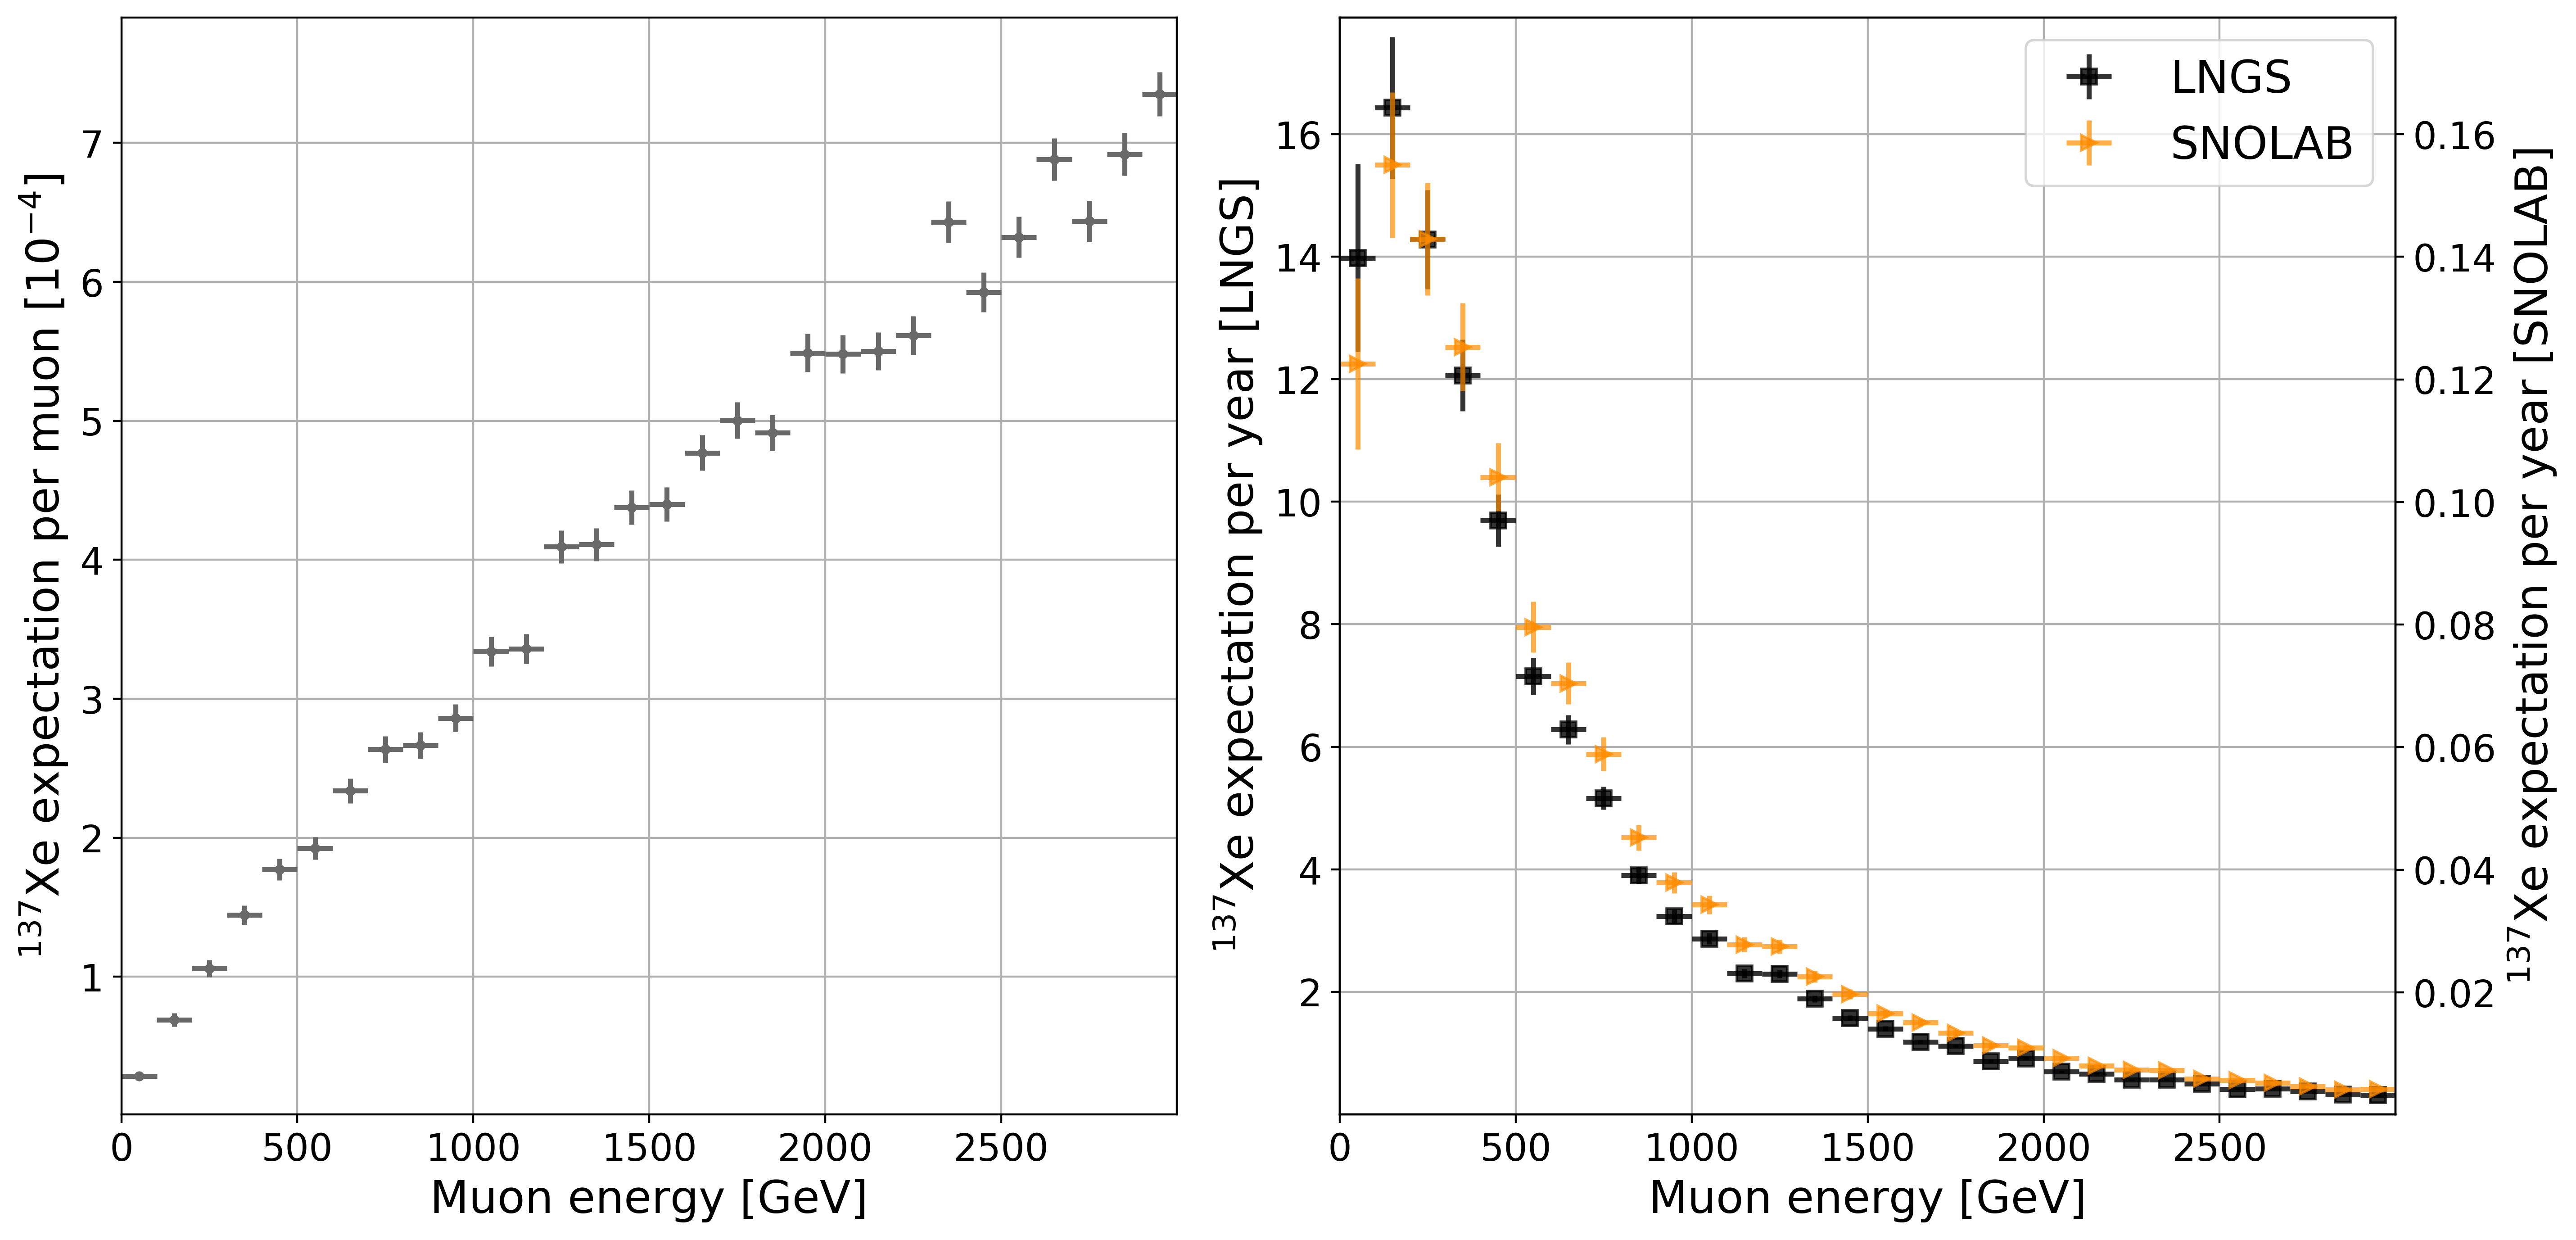 ¹³⁷Xe expectation per muon [10⁻⁴]
7
6
5
4
3
2
1
0 500 1000 1500 2000 2500
Muon energy [GeV]
¹³⁷Xe expectation per year [LNGS]
16
14
12
10
8
6
4
2
0 500 1000 1500 2000 2500
Muon energy [GeV]
LNGS
SNOLAB
0.16
0.14
0.12
0.10
0.08
0.06
0.04
0.02
¹³⁷Xe expectation per year [SNOLAB]